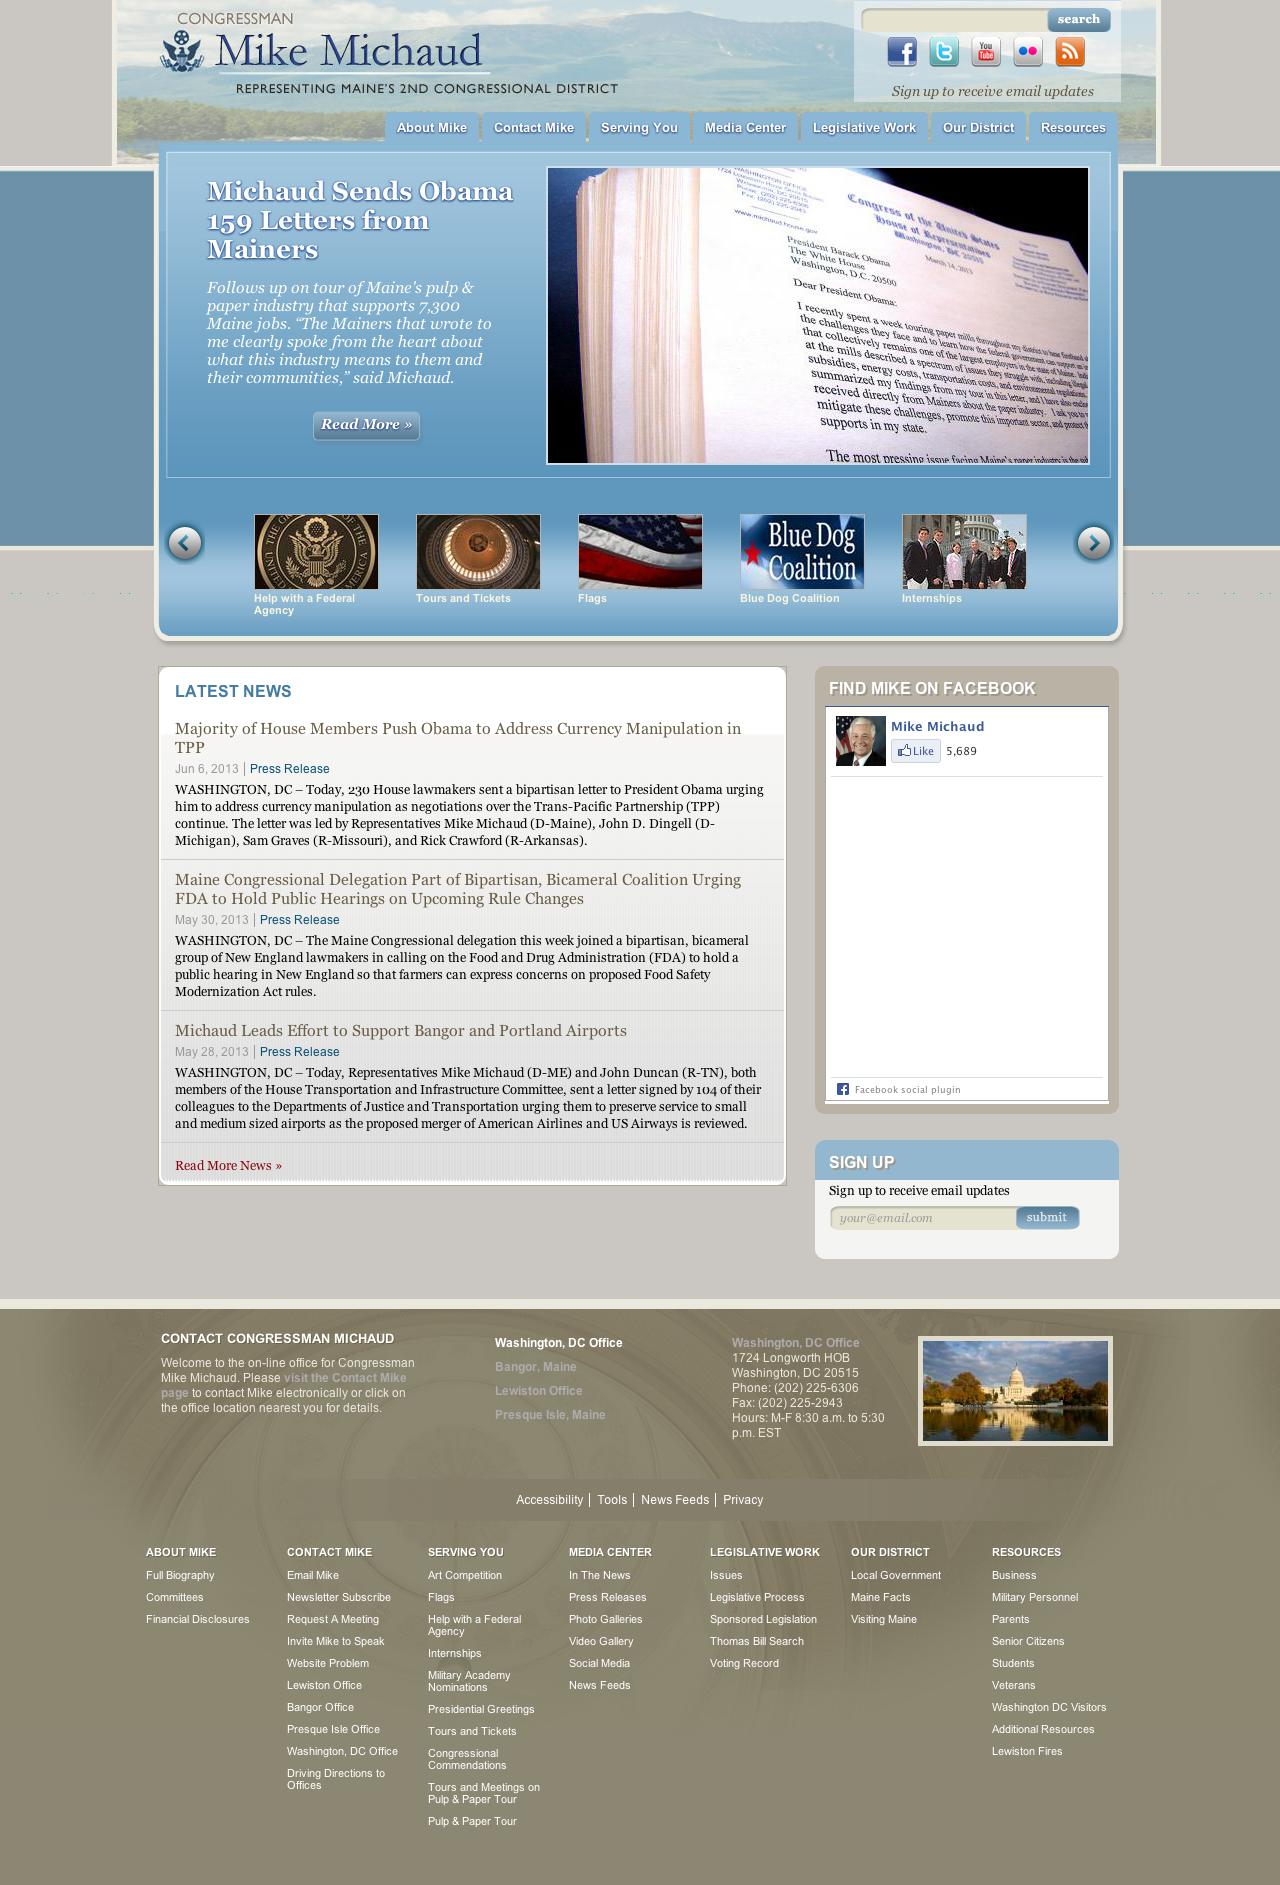 CONGRESSMAN
Mike Michaud
REPRESENTING MAINE'S 2ND CONGRESSIONAL DISTRICT
search
Sign up to receive email updates
About Mike
Contact Mike
Serving You
Media Center
Legislative Work
Our District
Resources
Michaud Sends Obama
159 Letters from
Mainers
Follows up on tour of Maine's pulp &
paper industry that supports 7,300
Maine jobs. “The Mainers that wrote to
me clearly spoke from the heart about
what this industry means to them and
their communities,” said Michaud.
Read More »
www.michaud.house.gov
Congress of the United States
House of Representatives
Washington, DC 20515
March 14, 2013
President Barack Obama
The White House
Washington, D.C. 20500
Dear President Obama:
I recently spent a week touring paper mills throughout my district to
the challenges they face and to learn how the federal government can support
that collectively remains one of the largest employers in the state of Maine.
at the mills described a spectrum of issues they struggle with, including illegal
subsidies, energy costs, transportation costs, and environmental regulations.
summarized my findings from my tour in this letter, and I have also
received directly from Mainers about the paper industry. I ask you to
mitigate these challenges, promote this important sector, and protect
supports in my state.
The most pressing issue facing Maine's paper industry is the
Blue Dog
Coalition
Help with a Federal
Agency
Tours and Tickets
Flags
Blue Dog Coalition
Internships
LATEST NEWS
Majority of House Members Push Obama to Address Currency Manipulation in
TPP
Jun 6, 2013 | Press Release
WASHINGTON, DC – Today, 230 House lawmakers sent a bipartisan letter to President Obama urging
him to address currency manipulation as negotiations over the Trans-Pacific Partnership (TPP)
continue. The letter was led by Representatives Mike Michaud (D-Maine), John D. Dingell (D-
Michigan), Sam Graves (R-Missouri), and Rick Crawford (R-Arkansas).
Maine Congressional Delegation Part of Bipartisan, Bicameral Coalition Urging
FDA to Hold Public Hearings on Upcoming Rule Changes
May 30, 2013 | Press Release
WASHINGTON, DC – The Maine Congressional delegation this week joined a bipartisan, bicameral
group of New England lawmakers in calling on the Food and Drug Administration (FDA) to hold a
public hearing in New England so that farmers can express concerns on proposed Food Safety
Modernization Act rules.
Michaud Leads Effort to Support Bangor and Portland Airports
May 28, 2013 | Press Release
WASHINGTON, DC – Today, Representatives Mike Michaud (D-ME) and John Duncan (R-TN), both
members of the House Transportation and Infrastructure Committee, sent a letter signed by 104 of their
colleagues to the Departments of Justice and Transportation urging them to preserve service to small
and medium sized airports as the proposed merger of American Airlines and US Airways is reviewed.
Read More News »
FIND MIKE ON FACEBOOK
Mike Michaud
Like 5,689
Facebook social plugin
SIGN UP
Sign up to receive email updates
your@email.com
submit
CONTACT CONGRESSMAN MICHAUD
Welcome to the on-line office for Congressman
Mike Michaud. Please visit the Contact Mike
page to contact Mike electronically or click on
the office location nearest you for details.
Washington, DC Office
Bangor, Maine
Lewiston Office
Presque Isle, Maine
Washington, DC Office
1724 Longworth HOB
Washington, DC 20515
Phone: (202) 225-6306
Fax: (202) 225-2943
Hours: M-F 8:30 a.m. to 5:30
p.m. EST
Accessibility | Tools | News Feeds | Privacy
ABOUT MIKE
Full Biography
Committees
Financial Disclosures
CONTACT MIKE
Email Mike
Newsletter Subscribe
Request A Meeting
Invite Mike to Speak
Website Problem
Lewiston Office
Bangor Office
Presque Isle Office
Washington, DC Office
Driving Directions to
Offices
SERVING YOU
Art Competition
Flags
Help with a Federal
Agency
Internships
Military Academy
Nominations
Presidential Greetings
Tours and Tickets
Congressional
Commendations
Tours and Meetings on
Pulp & Paper Tour
Pulp & Paper Tour
MEDIA CENTER
In The News
Press Releases
Photo Galleries
Video Gallery
Social Media
News Feeds
LEGISLATIVE WORK
Issues
Legislative Process
Sponsored Legislation
Thomas Bill Search
Voting Record
OUR DISTRICT
Local Government
Maine Facts
Visiting Maine
RESOURCES
Business
Military Personnel
Parents
Senior Citizens
Students
Veterans
Washington DC Visitors
Additional Resources
Lewiston Fires